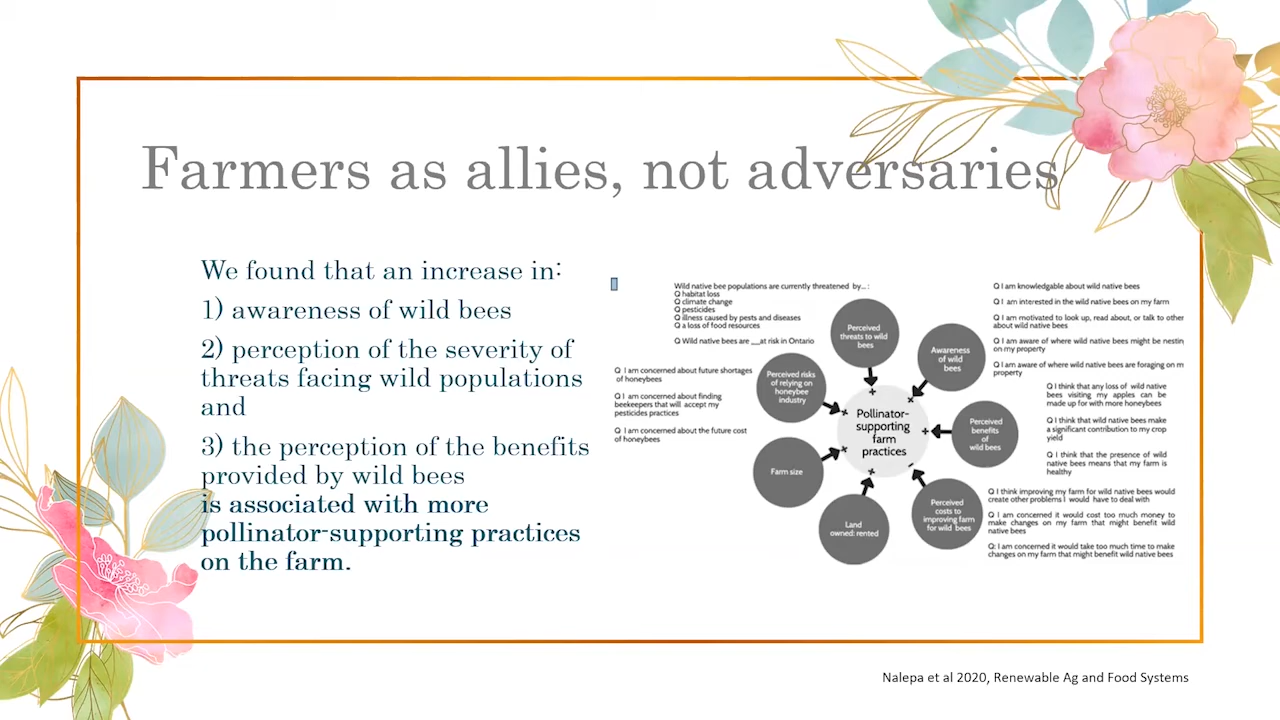 Farmers as allies, not adversaries
We found that an increase in:
1) awareness of wild bees
2) perception of the severity of
threats facing wild populations
and
3) the perception of the benefits
provided by wild bees
is associated with more
pollinator-supporting practices
on the farm.
Wild native bee populations are currently threatened by... :
Q habitat loss
Q climate change
Q pesticides
Q illness caused by pests and diseases
Q a loss of food resources
Q Wild native bees are __at risk in Ontario
Q I am concerned about future shortages
of honeybees
Q I am concerned about finding
beekeepers that will accept my
pesticides practices
Q I am concerned about the future cost
of honeybees
Perceived
threats to wild
bees
Awareness
of wild
bees
Perceived
benefits
of
wild bees
Perceived
costs to
improving farm
for wild bees
Land
owned: rented
Farm size
Perceived risks
of relying on
honeybee
industry
Pollinator-
supporting
farm
practices
+
+
+
-
+
+
+
Q I am knowledgable about wild native bees
Q I am interested in the wild native bees on my farm
Q I am motivated to look up, read about, or talk to other
about wild native bees
Q I am aware of where wild native bees might be nestin
on my property
Q I am aware of where wild native bees are foraging on m
property
Q I think that any loss of wild native
bees visiting my apples can be
made up for with more honeybees
Q I think that wild native bees make
a significant contribution to my crop
yield
Q I think that the presence of wild
native bees means that my farm is
healthy
Q I think improving my farm for wild native bees would
create other problems I would have to deal with
Q I am concerned it would cost too much money to
make changes on my farm that might benefit wild
native bees
Q: I am concerned it would take too much time to make
changes on my farm that might benefit wild native bees
Nalepa et al 2020, Renewable Ag and Food Systems